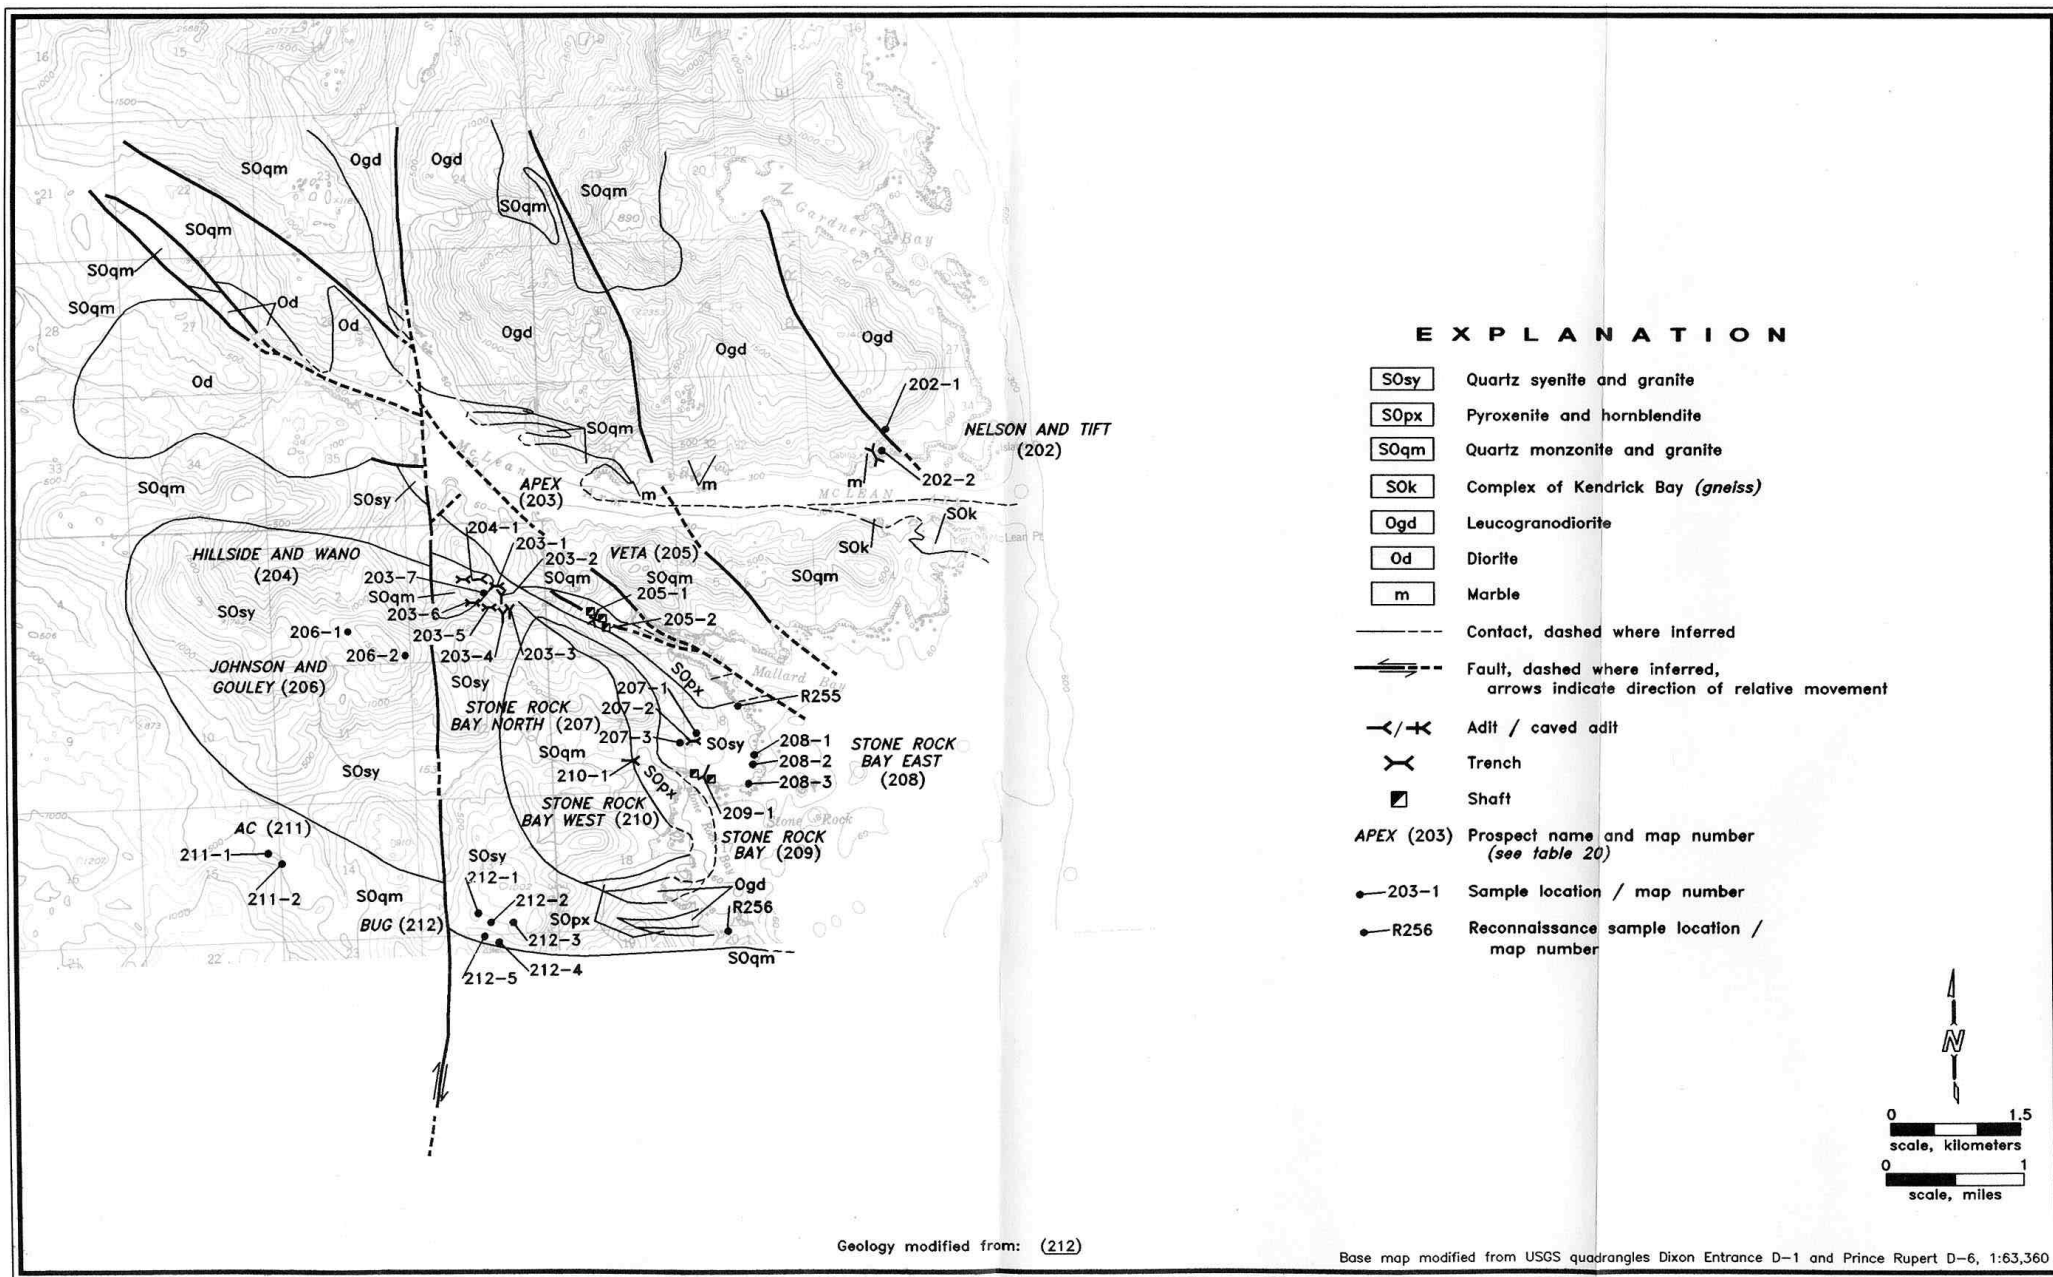 SOqm
Ogd
Ogd
SOqm
SOqm
SOqm
SOqm
SOqm
Od
Od
Od
Ogd
Ogd
Ogd
Gardner Bay
202-1
NELSON AND TIFT
(202)
202-2
m
SOqm
McLean
APEX
(203)
m
m
MCLEAN
SOqm
SOsy
SOk
SOk
Lean Pt
HILLSIDE AND WANO
(204)
204-1
203-1
203-2
VETA (205)
SOqm
SOqm
SOqm
203-7
SOqm
203-6
203-5
203-4
203-3
205-1
205-2
SOsy
206-1
206-2
JOHNSON AND
GOULEY (206)
SOsy
SOpx
Mallard Bay
R255
STONE ROCK
BAY NORTH (207)
207-1
207-2
207-3
SOsy
208-1
208-2
208-3
STONE ROCK
BAY EAST
(208)
SOqm
210-1
SOpx
SOsy
STONE ROCK
BAY WEST (210)
209-1
STONE ROCK
BAY (209)
Stone Rock
AC (211)
211-1
211-2
SOsy
212-1
212-2
212-3
212-4
212-5
SOqm
BUG (212)
SOpx
Ogd
R256
SOqm
EXPLANATION
SOsy Quartz syenite and granite
SOpx Pyroxenite and hornblendite
SOqm Quartz monzonite and granite
SOk Complex of Kendrick Bay (gneiss)
Ogd Leucogranodiorite
Od Diorite
m Marble
Contact, dashed where inferred
Fault, dashed where inferred,
arrows indicate direction of relative movement
Adit / caved adit
Trench
Shaft
APEX (203) Prospect name and map number
(see table 20)
203-1 Sample location / map number
R256 Reconnaissance sample location /
map number
N
0 1.5
scale, kilometers
0 1
scale, miles
Geology modified from: (212)
Base map modified from USGS quadrangles Dixon Entrance D-1 and Prince Rupert D-6, 1:63,360